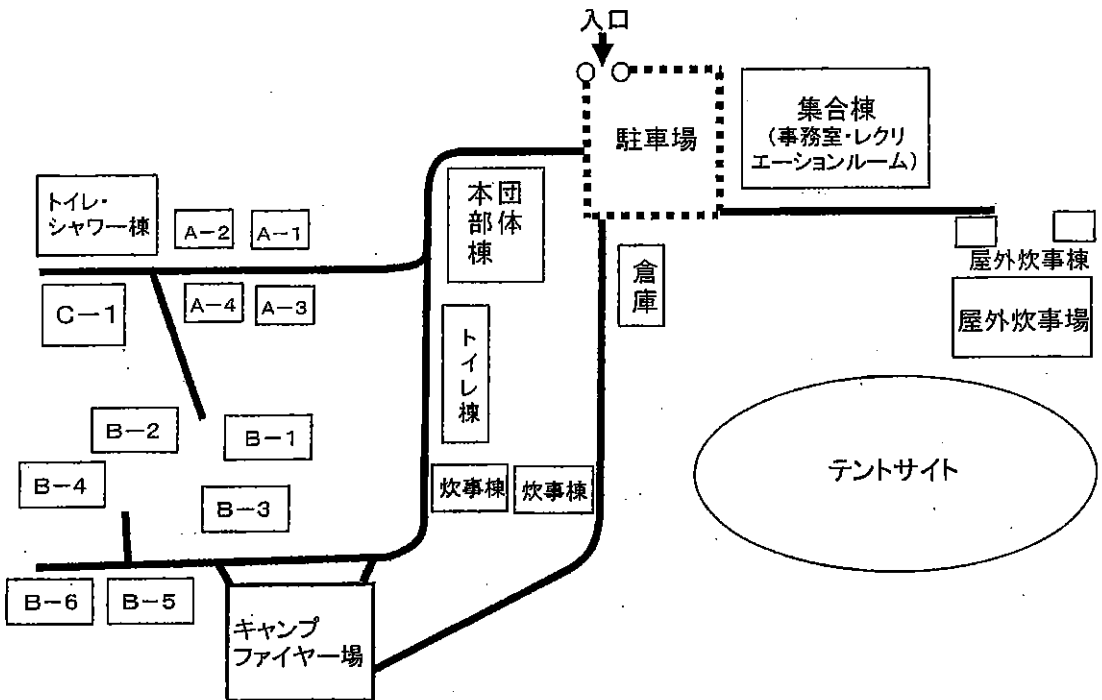 入口
駐車場
集合棟
(事務室・レクリ
エーションルーム)
団体
本部棟
トイレ・
シャワー棟
A-2
A-1
A-4
A-3
C-1
倉庫
屋外炊事棟
屋外炊事場
トイレ棟
B-2
B-1
B-4
B-3
炊事棟
炊事棟
テントサイト
B-6
B-5
キャンプ
ファイヤー場